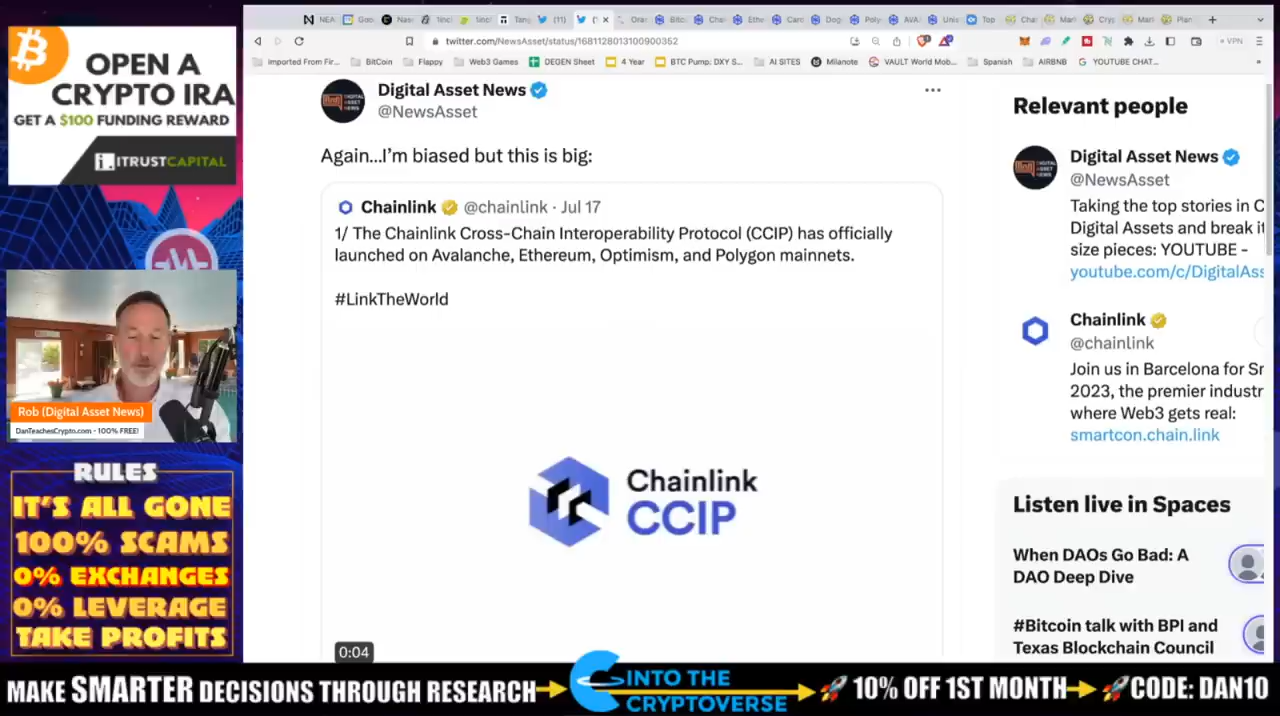 OPEN A
CRYPTO IRA
GET A $100 FUNDING REWARD
ITRUSTCAPITAL
Rob (Digital Asset News)
DanTeachesCrypto.com - 100% FREE!
RULES
IT'S ALL GONE
100% SCAMS
0% EXCHANGES
0% LEVERAGE
TAKE PROFITS
twitter.com/NewsAsset/status/1681128013100900352
VPN
Imported From Fir...
BitCoin
Flappy
Web3 Games
DEGEN Sheet
4 Year
BTC Pump: DXY S...
AI SITES
Milanote
VAULT World Mob...
Spanish
AIRBNB
YOUTUBE CHAT...
Digital Asset News
@NewsAsset
Again...I'm biased but this is big:
Chainlink @chainlink · Jul 17
1/ The Chainlink Cross-Chain Interoperability Protocol (CCIP) has officially
launched on Avalanche, Ethereum, Optimism, and Polygon mainnets.
#LinkTheWorld
Chainlink
CCIP
0:04
Relevant people
Digital Asset News
@NewsAsset
Taking the top stories in C
Digital Assets and break it
size pieces: YOUTUBE -
youtube.com/c/DigitalAss
Chainlink
@chainlink
Join us in Barcelona for Sr
2023, the premier industr
where Web3 gets real:
smartcon.chain.link
Listen live in Spaces
When DAOs Go Bad: A
DAO Deep Dive
#Bitcoin talk with BPI and
Texas Blockchain Council
MAKE SMARTER DECISIONS THROUGH RESEARCH
INTO THE
CRYPTOVERSE
10% OFF 1ST MONTH
CODE: DAN10